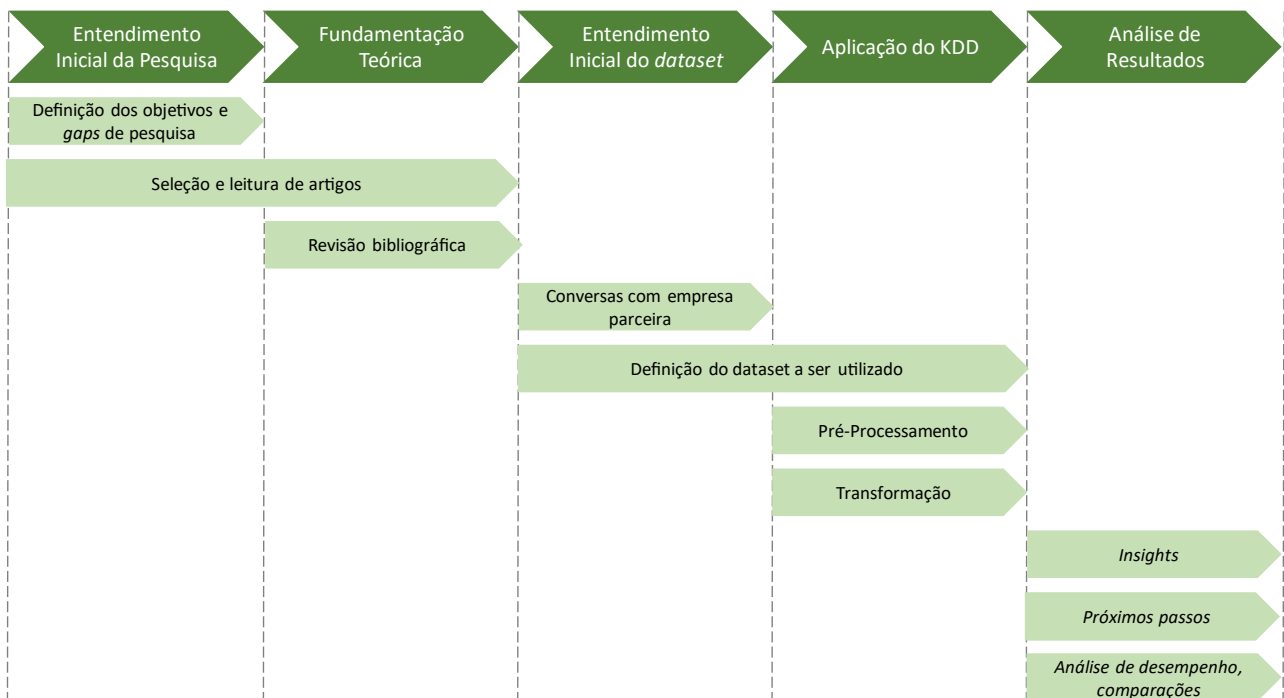 Entendimento
Inicial da Pesquisa
Fundamentação
Teórica
Entendimento
Inicial do dataset
Aplicação do KDD
Análise de
Resultados
Definição dos objetivos e
gaps de pesquisa
Seleção e leitura de artigos
Revisão bibliográfica
Conversas com empresa
parceira
Definição do dataset a ser utilizado
Pré-Processamento
Transformação
Insights
Próximos passos
Análise de desempenho,
comparações